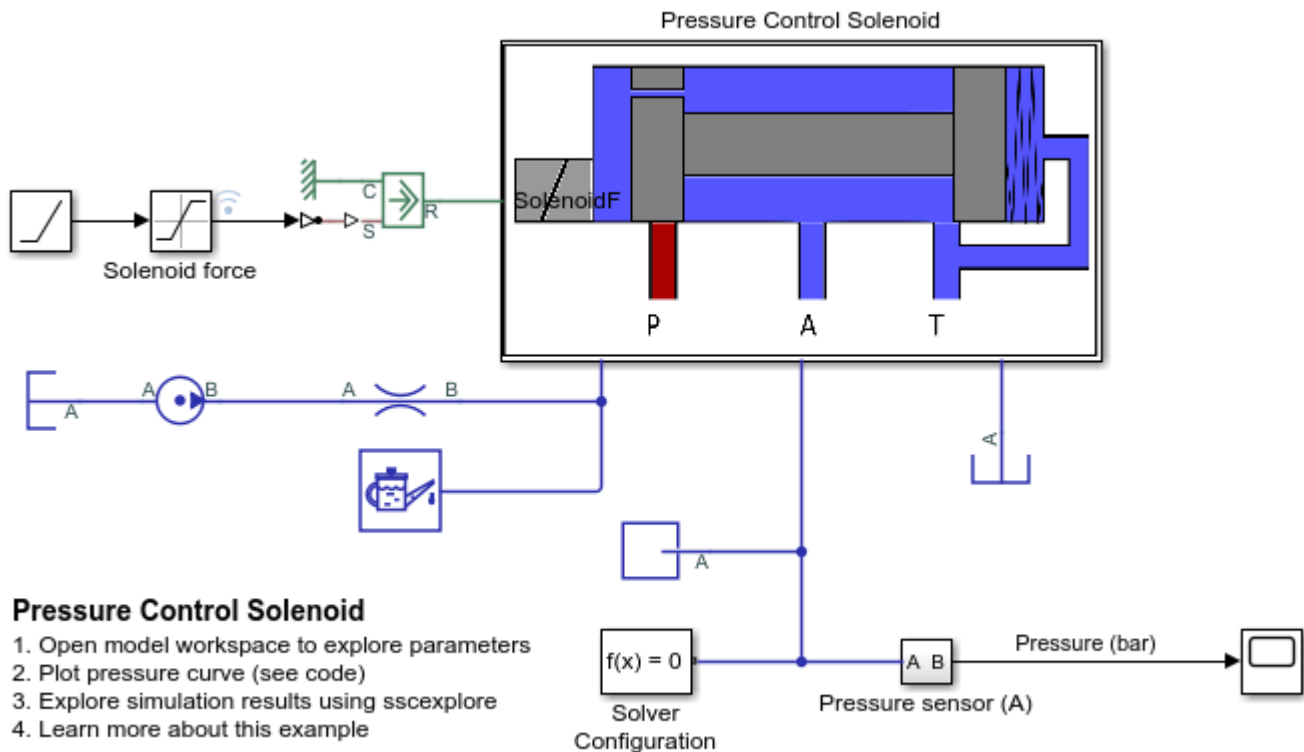 Pressure Control Solenoid
SolenoidF
C
S
R
Solenoid force
P
A
T
A
A
B
A
B
A
A
f(x) = 0
Solver
Configuration
A B
Pressure sensor (A)
Pressure (bar)
Pressure Control Solenoid
1. Open model workspace to explore parameters
2. Plot pressure curve (see code)
3. Explore simulation results using sscexplore
4. Learn more about this example